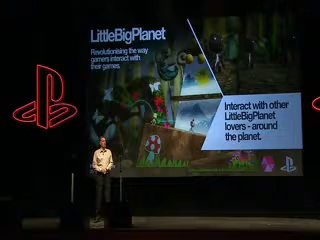 LittleBigPlanet
Revolutionising the way
gamers interact with
their games.
Interact with other
LittleBigPlanet
lovers - around
the planet.